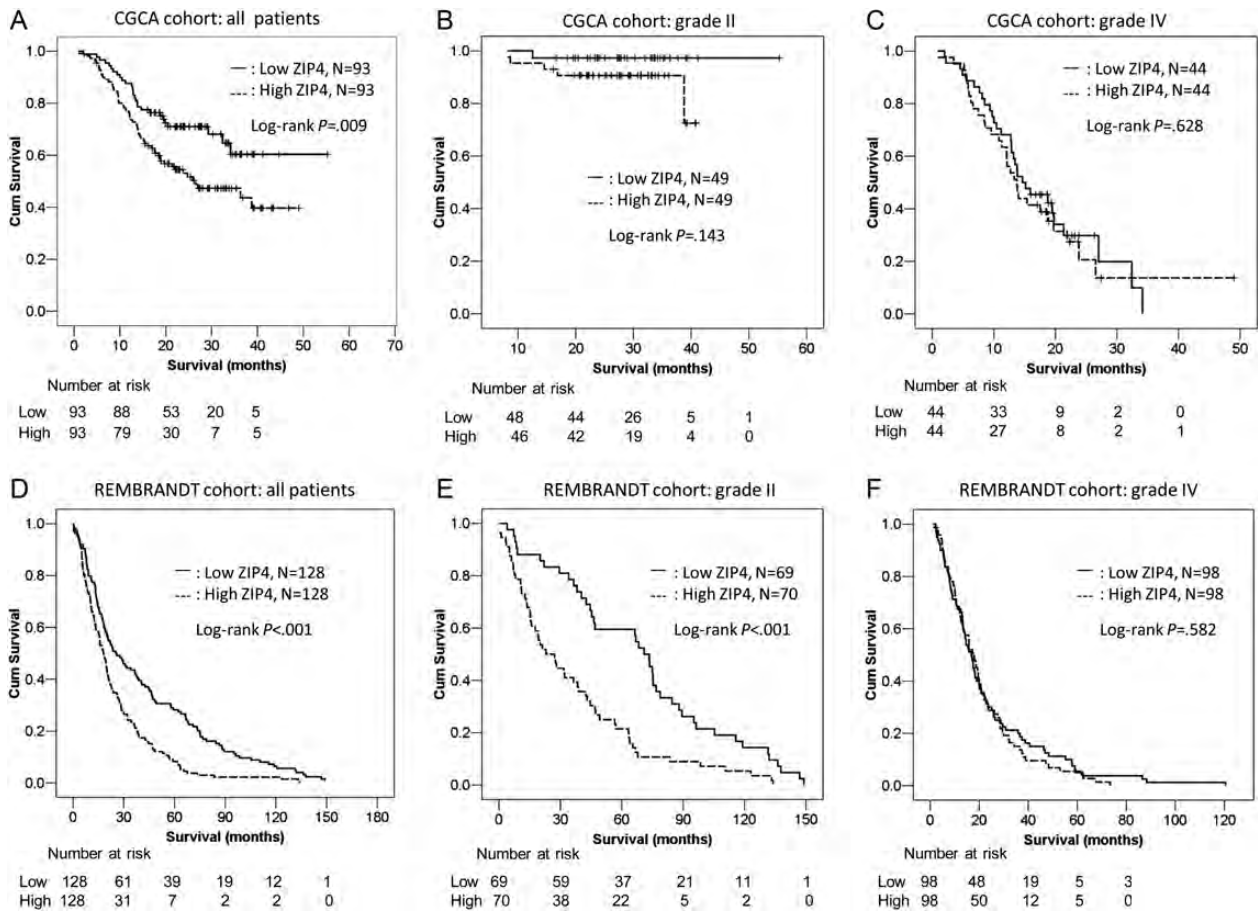 A CGCA cohort: all patients
1.0
0.8
0.6
0.4
0.2
0.0
Cum Survival
—: Low ZIP4, N=93
---: High ZIP4, N=93
Log-rank P=.009
0 10 20 30 40 50 60 70
Survival (months)
Number at risk
Low 93 88 53 20 5
High 93 79 30 7 5
B CGCA cohort: grade II
1.0
0.8
0.6
0.4
0.2
0.0
Cum Survival
—: Low ZIP4, N=49
---: High ZIP4, N=49
Log-rank P=.143
10 20 30 40 50 60
Survival (months)
Number at risk
Low 48 44 26 5 1
High 46 42 19 4 0
C CGCA cohort: grade IV
1.0
0.8
0.6
0.4
0.2
0.0
Cum Survival
—: Low ZIP4, N=44
---: High ZIP4, N=44
Log-rank P=.628
0 10 20 30 40 50
Survival (months)
Number at risk
Low 44 33 9 2 0
High 44 27 8 2 1
D REMBRANDT cohort: all patients
1.0
0.8
0.6
0.4
0.2
0.0
Cum Survival
—: Low ZIP4, N=128
---: High ZIP4, N=128
Log-rank P<.001
0 30 60 90 120 150 180
Survival (months)
Number at risk
Low 128 61 39 19 12 1
High 128 31 7 2 2 0
E REMBRANDT cohort: grade II
1.0
0.8
0.6
0.4
0.2
0.0
Cum Survival
—: Low ZIP4, N=69
---: High ZIP4, N=70
Log-rank P<.001
0 30 60 90 120 150
Survival (months)
Number at risk
Low 69 59 37 21 11 1
High 70 38 22 5 2 0
F REMBRANDT cohort: grade IV
1.0
0.8
0.6
0.4
0.2
0.0
Cum Survival
—: Low ZIP4, N=98
---: High ZIP4, N=98
Log-rank P=.582
0 20 40 60 80 100 120
Survival (months)
Number at risk
Low 98 48 19 5 3
High 98 50 12 5 0